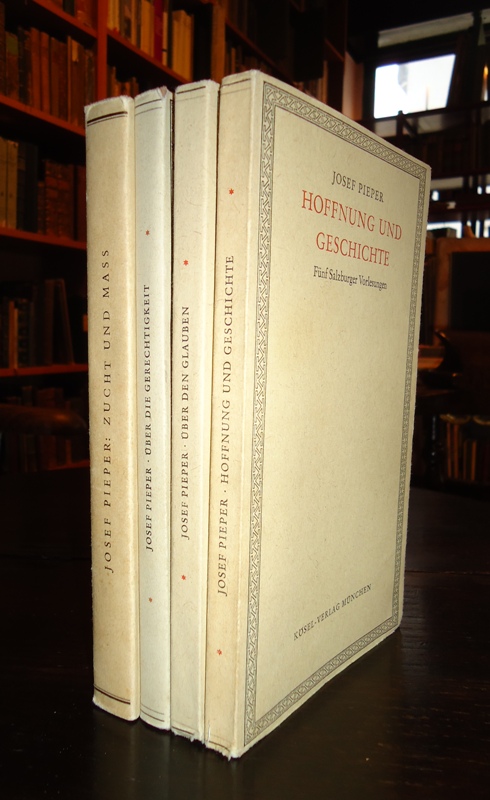 JOSEF PIEPER: ZUCHT UND MASS
JOSEF PIEPER · ÜBER DIE GERECHTIGKEIT
JOSEF PIEPER · ÜBER DEN GLAUBEN
JOSEF PIEPER · HOFFNUNG UND GESCHICHTE
JOSEF PIEPER
HOFFNUNG UND
GESCHICHTE
Fünf Salzburger Vorlesungen
KÖSEL-VERLAG MÜNCHEN